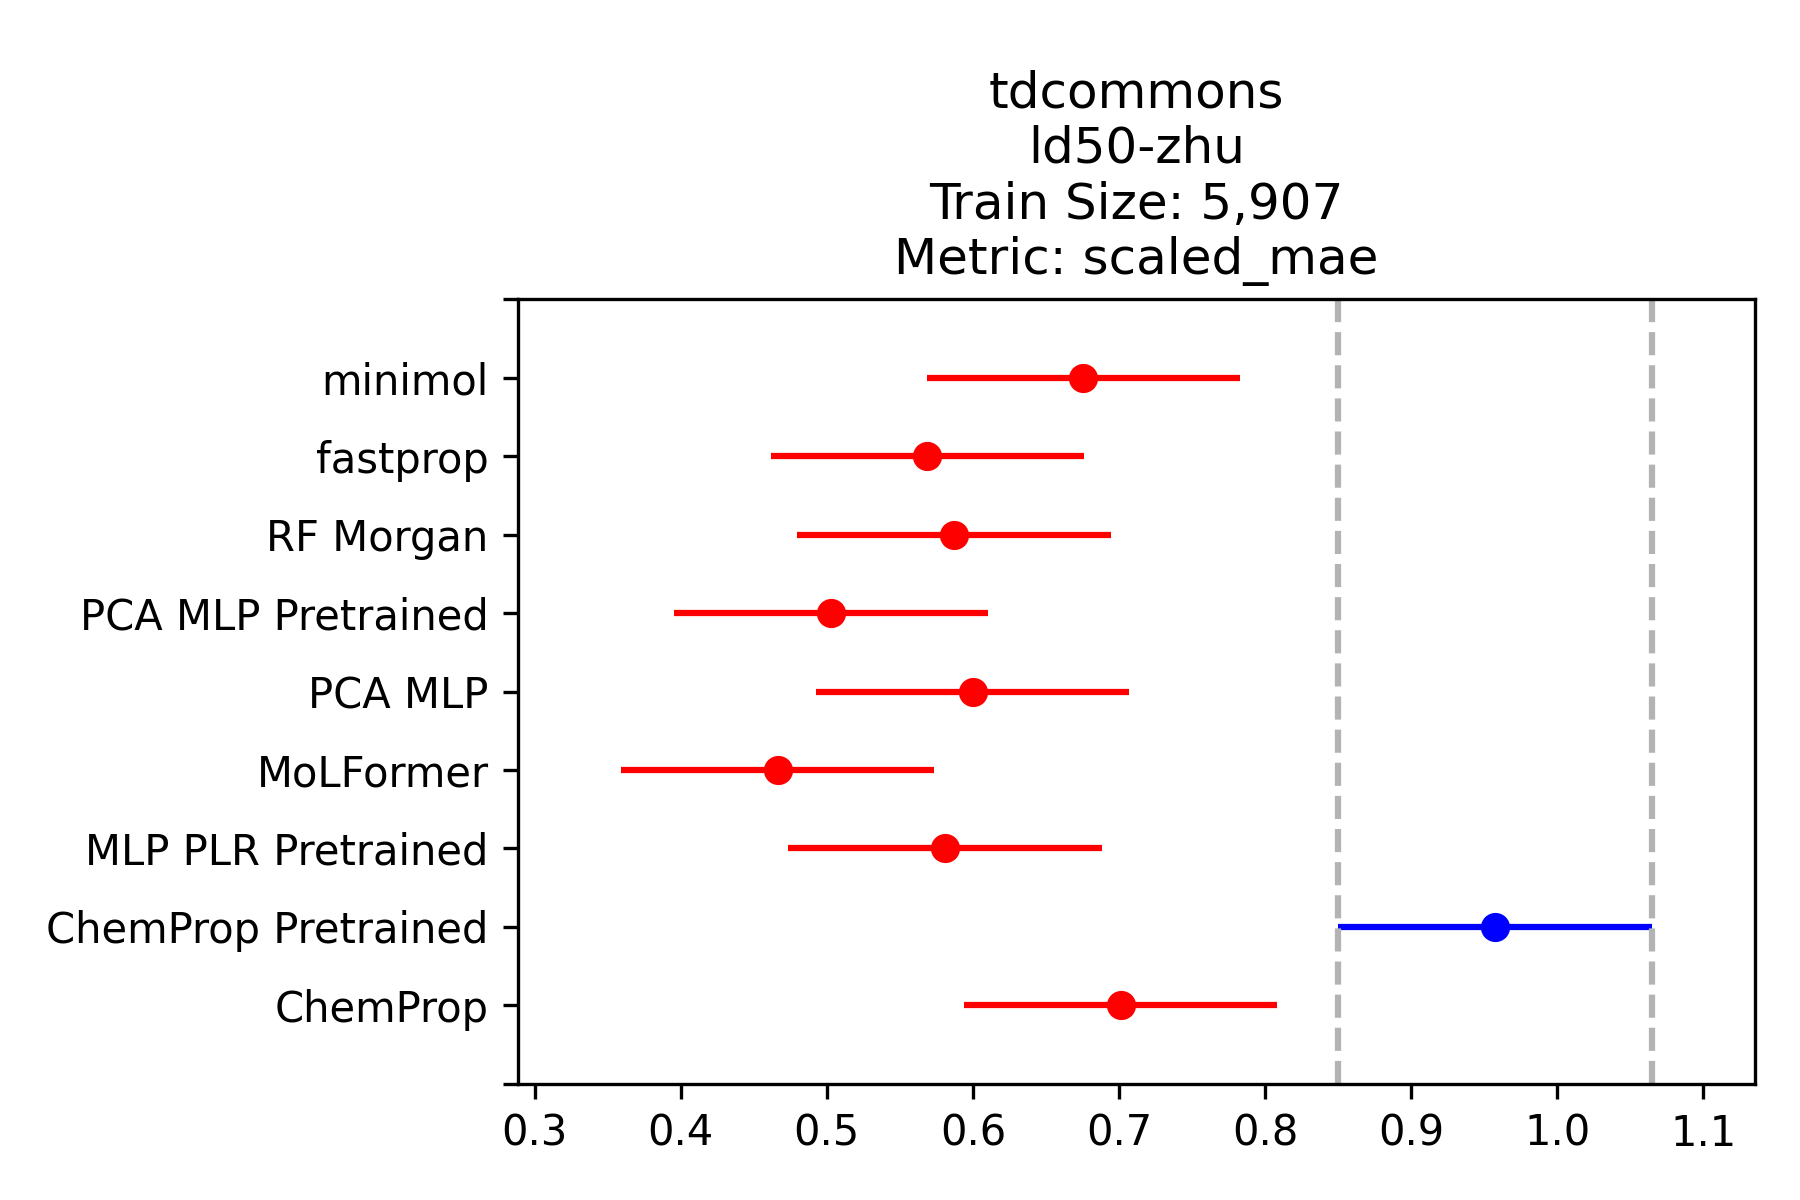 tdcommons
ld50-zhu
Train Size: 5,907
Metric: scaled_mae
minimol
fastprop
RF Morgan
PCA MLP Pretrained
PCA MLP
MoLFormer
MLP PLR Pretrained
ChemProp Pretrained
ChemProp
0.3 0.4 0.5 0.6 0.7 0.8 0.9 1.0 1.1